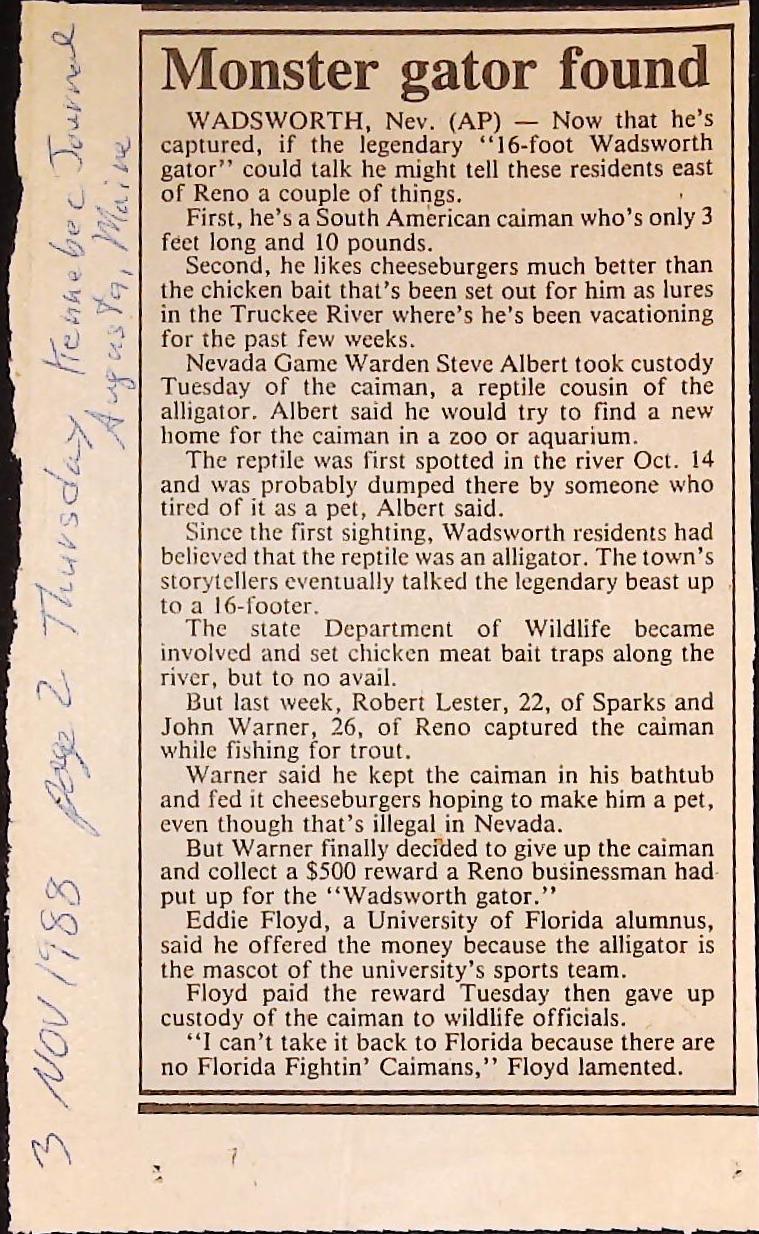 Monster gator found
WADSWORTH, Nev. (AP) — Now that he's
captured, if the legendary "16-foot Wadsworth
gator" could talk he might tell these residents east
of Reno a couple of things.
First, he's a South American caiman who's only 3
feet long and 10 pounds.
Second, he likes cheeseburgers much better than
the chicken bait that's been set out for him as lures
in the Truckee River where's he's been vacationing
for the past few weeks.
Nevada Game Warden Steve Albert took custody
Tuesday of the caiman, a reptile cousin of the
alligator. Albert said he would try to find a new
home for the caiman in a zoo or aquarium.
The reptile was first spotted in the river Oct. 14
and was probably dumped there by someone who
tired of it as a pet, Albert said.
Since the first sighting, Wadsworth residents had
believed that the reptile was an alligator. The town's
storytellers eventually talked the legendary beast up
to a 16-footer.
The state Department of Wildlife became
involved and set chicken meat bait traps along the
river, but to no avail.
But last week, Robert Lester, 22, of Sparks and
John Warner, 26, of Reno captured the caiman
while fishing for trout.
Warner said he kept the caiman in his bathtub
and fed it cheeseburgers hoping to make him a pet,
even though that's illegal in Nevada.
But Warner finally decided to give up the caiman
and collect a $500 reward a Reno businessman had
put up for the "Wadsworth gator."
Eddie Floyd, a University of Florida alumnus,
said he offered the money because the alligator is
the mascot of the university's sports team.
Floyd paid the reward Tuesday then gave up
custody of the caiman to wildlife officials.
"I can't take it back to Florida because there are
no Florida Fightin' Caimans," Floyd lamented.
3 NOV 1988 page 2 Thursday Kennebec Journal
Augusta, Maine